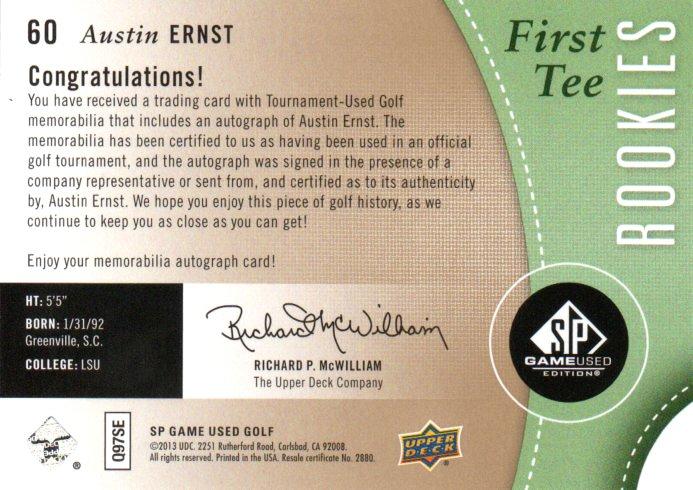 60 Austin ERNST
First
Tee
ROOKIES
Congratulations!
You have received a trading card with Tournament-Used Golf
memorabilia that includes an autograph of Austin Ernst. The
memorabilia has been certified to us as having been used in an official
golf tournament, and the autograph was signed in the presence of a
company representative or sent from, and certified as to its authenticity
by, Austin Ernst. We hope you enjoy this piece of golf history, as we
continue to keep you as close as you can get!
Enjoy your memorabilia autograph card!
HT: 5'5"
BORN: 1/31/92
Greenville, S.C.
COLLEGE: LSU
Richard McWilliam
RICHARD P. McWILLIAM
The Upper Deck Company
SP
GAMEUSED
EDITION®
®
Q97SE
SP GAME USED GOLF
©2013 UDC. 2251 Rutherford Road, Carlsbad, CA 92008.
All rights reserved. Printed in the USA. Resale certificate No. 2880.
UPPER
DECK